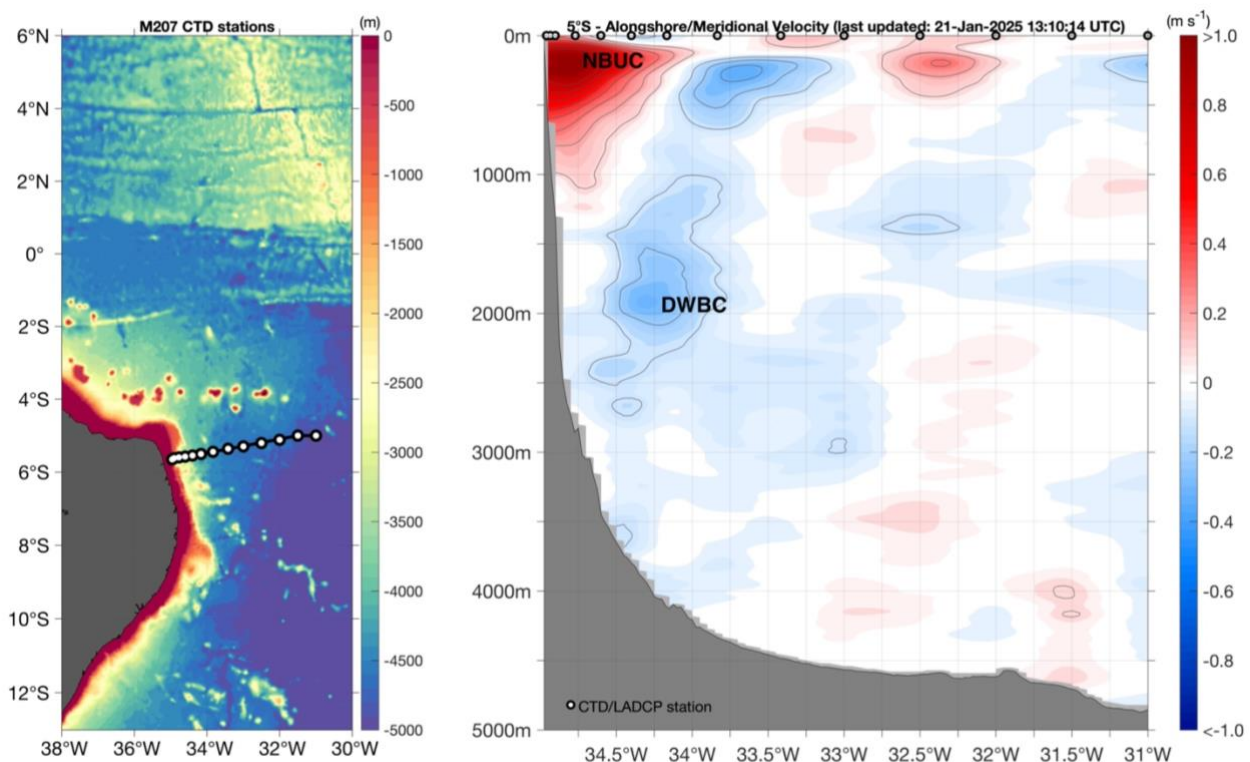 M207 CTD stations
(m)
6°N
4°N
2°N
0°
2°S
4°S
6°S
8°S
10°S
12°S
38°W
36°W
34°W
32°W
30°W
0
-500
-1000
-1500
-2000
-2500
-3000
-3500
-4000
-4500
-5000
5°S - Alongshore/Meridional Velocity (last updated: 21-Jan-2025 13:10:14 UTC)
(m s⁻¹)
0m
1000m
2000m
3000m
4000m
5000m
NBUC
DWBC
CTD/LADCP station
34.5°W
34°W
33.5°W
33°W
32.5°W
32°W
31.5°W
31°W
>1.0
0.8
0.6
0.4
0.2
0
-0.2
-0.4
-0.6
-0.8
<-1.0